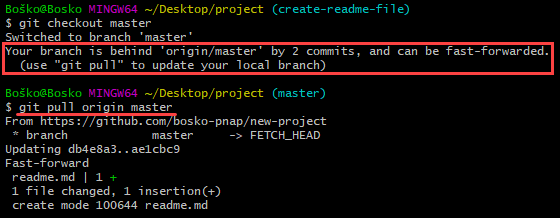 Boško@Bosko MINGW64 ~/Desktop/project (create-readme-file)
$ git checkout master
Switched to branch 'master'
Your branch is behind 'origin/master' by 2 commits, and can be fast-forwarded.
  (use "git pull" to update your local branch)
Boško@Bosko MINGW64 ~/Desktop/project (master)
$ git pull origin master
From https://github.com/bosko-pnap/new-project
 * branch            master     -> FETCH_HEAD
Updating db4e8a3..ae1cbc9
Fast-forward
 readme.md | 1 +
 1 file changed, 1 insertion(+)
 create mode 100644 readme.md